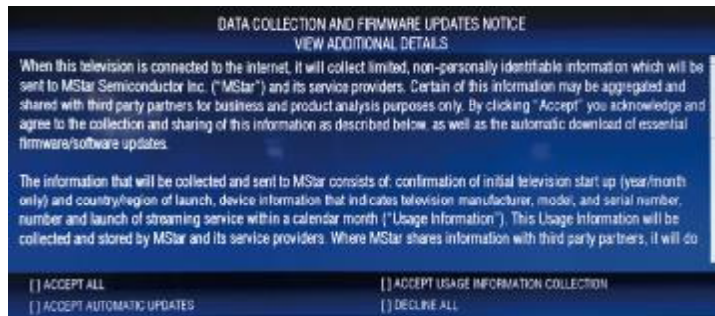 DATA COLLECTION AND FIRMWARE UPDATES NOTICE
VIEW ADDITIONAL DETAILS
When this television is connected to the internet, it will collect limited, non-personally identifiable information which will be
sent to MStar Semiconductor Inc. ("MStar") and its service providers. Certain of this information may be aggregated and
shared with third party partners for business and product analysis purposes only. By clicking "Accept" you acknowledge and
agree to the collection and sharing of this information as described below, as well as the automatic download of essential
firmware/software updates.
The information that will be collected and sent to MStar consists of: confirmation of initial television start up (year/month
only) and country/region of launch, device information that indicates television manufacturer, model, and serial number,
number and launch of streaming service within a calendar month ("Usage Information"). This Usage Information will be
collected and stored by MStar and its service providers. Where MStar shares information with third party partners, it will do
[ ] ACCEPT ALL
[ ] ACCEPT USAGE INFORMATION COLLECTION
[ ] ACCEPT AUTOMATIC UPDATES
[ ] DECLINE ALL